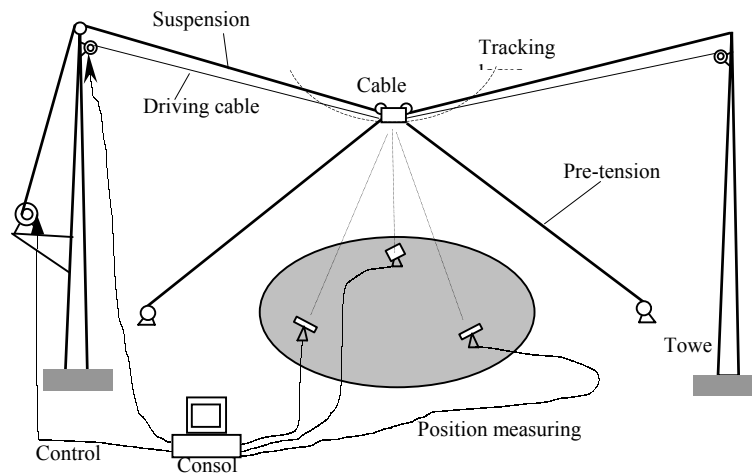 Suspension
Tracking
Cable
Driving cable
Pre-tension
Towe
Position measuring
Control
Consol